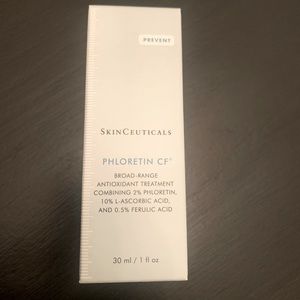 PREVENT
SKINCEUTICALS
PHLORETIN CF®
BROAD-RANGE
ANTIOXIDANT TREATMENT
COMBINING 2% PHLORETIN,
10% L-ASCORBIC ACID,
AND 0.5% FERULIC ACID
30 ml / 1 fl oz